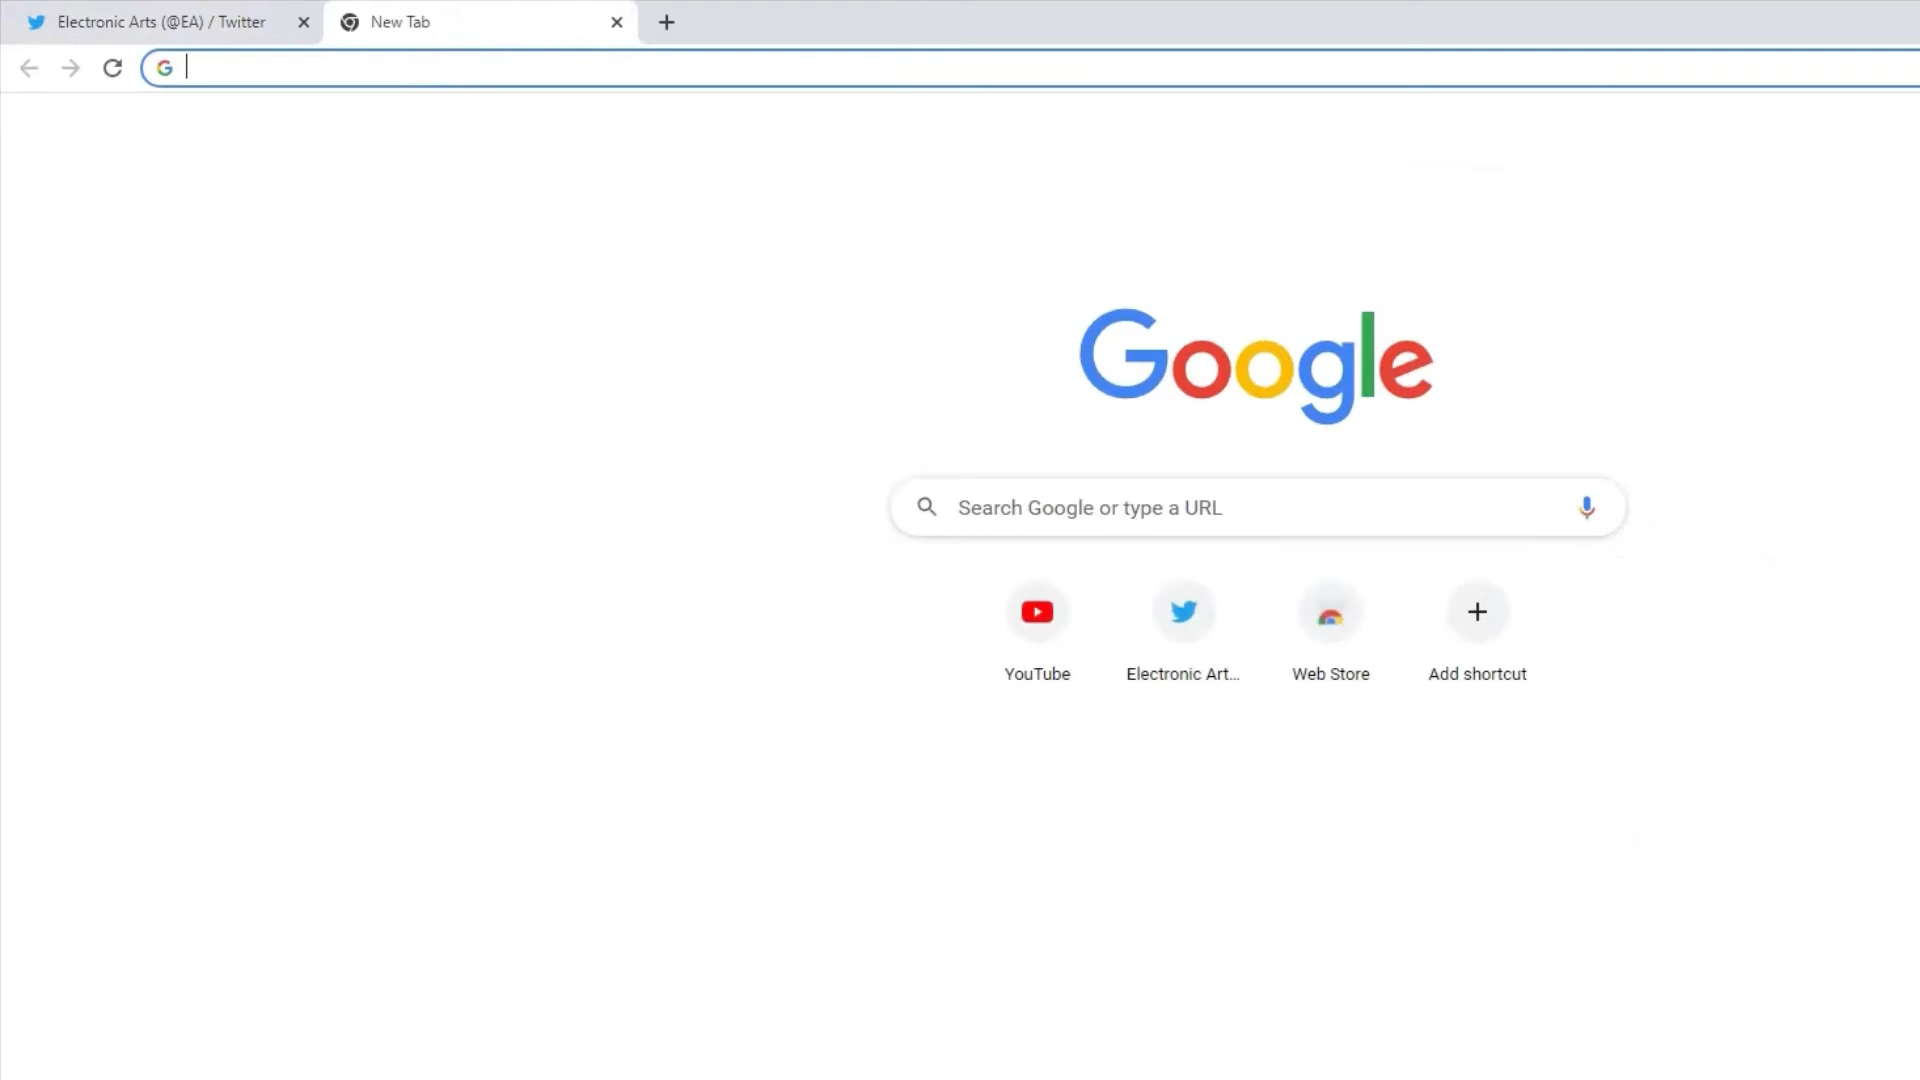 Electronic Arts (@EA) / Twitter
New Tab
Google
Search Google or type a URL
YouTube
Electronic Art...
Web Store
Add shortcut